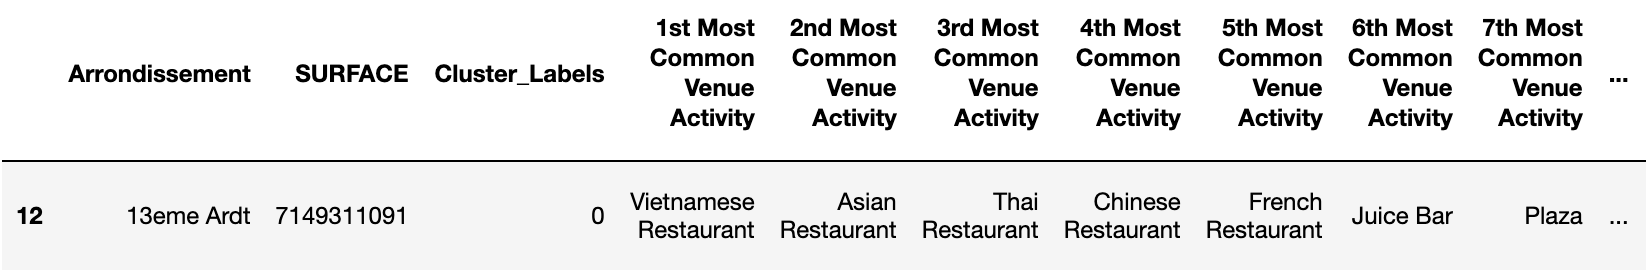 Arrondissement SURFACE Cluster_Labels 1st Most Common Venue Activity 2nd Most Common Venue Activity 3rd Most Common Venue Activity 4th Most Common Venue Activity 5th Most Common Venue Activity 6th Most Common Venue Activity 7th Most Common Venue Activity ...
12 13eme Ardt 7149311091 0 Vietnamese Restaurant Asian Restaurant Thai Restaurant Chinese Restaurant French Restaurant Juice Bar Plaza ...